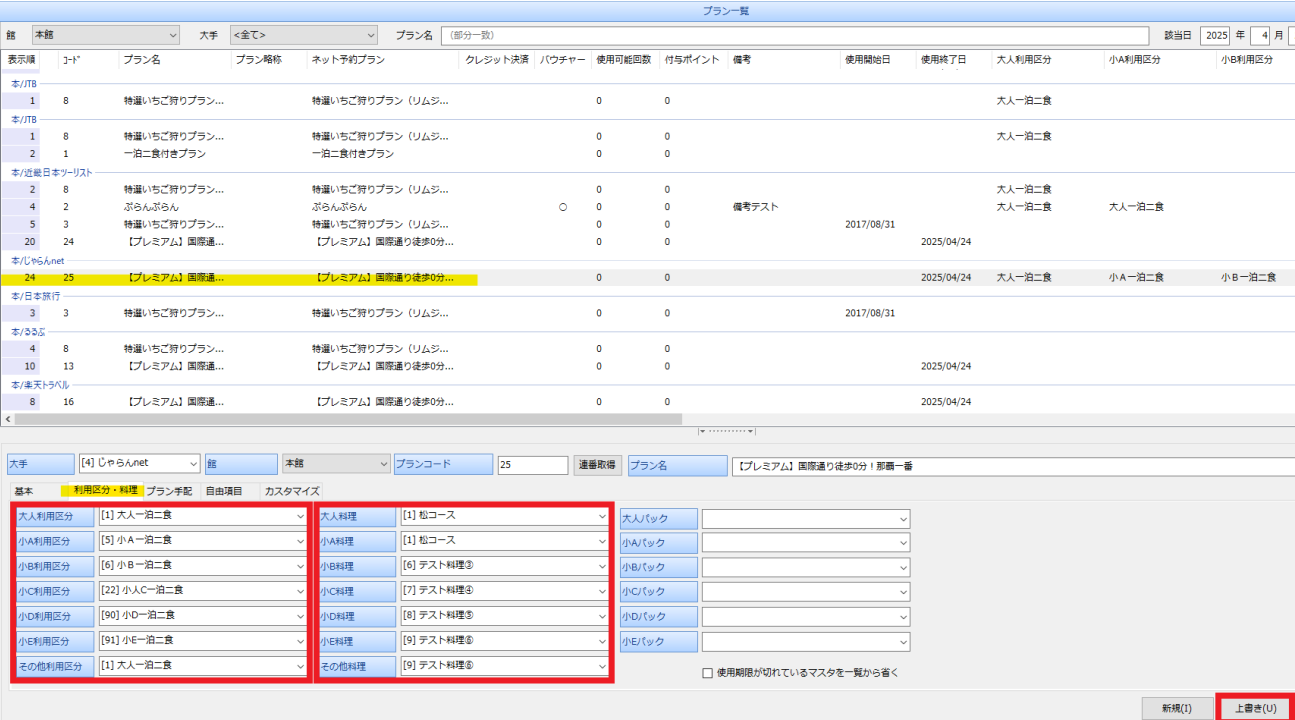 プラン一覧
館 本館 大手 <全て> プラン名 (部分一致) 該当日 2025 年 4 月
表示順 コード プラン名 プラン略称 ネット予約プラン クレジット決済 バウチャー 使用可能回数 付与ポイント 備考 使用開始日 使用終了日 大人利用区分 小A利用区分 小B利用区分
本/JTB
1 8 特選いちご狩りプラン... 特選いちご狩りプラン（リムジ... 0 0 大人一泊二食
本/JTB
1 8 特選いちご狩りプラン... 特選いちご狩りプラン（リムジ... 0 0 大人一泊二食
2 1 一泊二食付きプラン 一泊二食付きプラン 0 0
本/近畿日本ツーリスト
2 8 特選いちご狩りプラン... 特選いちご狩りプラン（リムジ... 0 0 大人一泊二食
4 2 ぷらんぷらん ぷらんぷらん ○ 0 0 備考テスト 大人一泊二食 大人一泊二食
5 3 特選いちご狩りプラン... 特選いちご狩りプラン（リムジ... 0 0 2017/08/31
20 24 【プレミアム】国際通... 【プレミアム】国際通り徒歩0分... 0 0 2025/04/24
本/じゃらんnet
24 25 【プレミアム】国際通... 【プレミアム】国際通り徒歩0分... 0 0 2025/04/24 大人一泊二食 小Ａ一泊二食 小Ｂ一泊二食
本/日本旅行
3 3 特選いちご狩りプラン... 特選いちご狩りプラン（リムジ... 0 0 2017/08/31
本/るるぶ
4 8 特選いちご狩りプラン... 特選いちご狩りプラン（リムジ... 0 0
10 13 【プレミアム】国際通... 【プレミアム】国際通り徒歩0分... 0 0 2025/04/24
本/楽天トラベル
8 16 【プレミアム】国際通... 【プレミアム】国際通り徒歩0分... 0 0 2025/04/24
大手 [4] じゃらんnet 館 本館 プランコード 25 連番取得 プラン名 【プレミアム】国際通り徒歩0分！那覇一番
基本 利用区分・料理 プラン手配 自由項目 カスタマイズ
大人利用区分 [1] 大人一泊二食 大人料理 [1] 松コース 大人パック
小A利用区分 [5] 小Ａ一泊二食 小A料理 [1] 松コース 小Aパック
小B利用区分 [6] 小Ｂ一泊二食 小B料理 [6] テスト料理③ 小Bパック
小C利用区分 [22] 小人C一泊二食 小C料理 [7] テスト料理④ 小Cパック
小D利用区分 [90] 小D一泊二食 小D料理 [8] テスト料理⑤ 小Dパック
小E利用区分 [91] 小E一泊二食 小E料理 [9] テスト料理⑥ 小Eパック
その他利用区分 [1] 大人一泊二食 その他料理 [9] テスト料理⑥
使用期限が切れているマスタを一覧から省く
新規(I) 上書き(U)